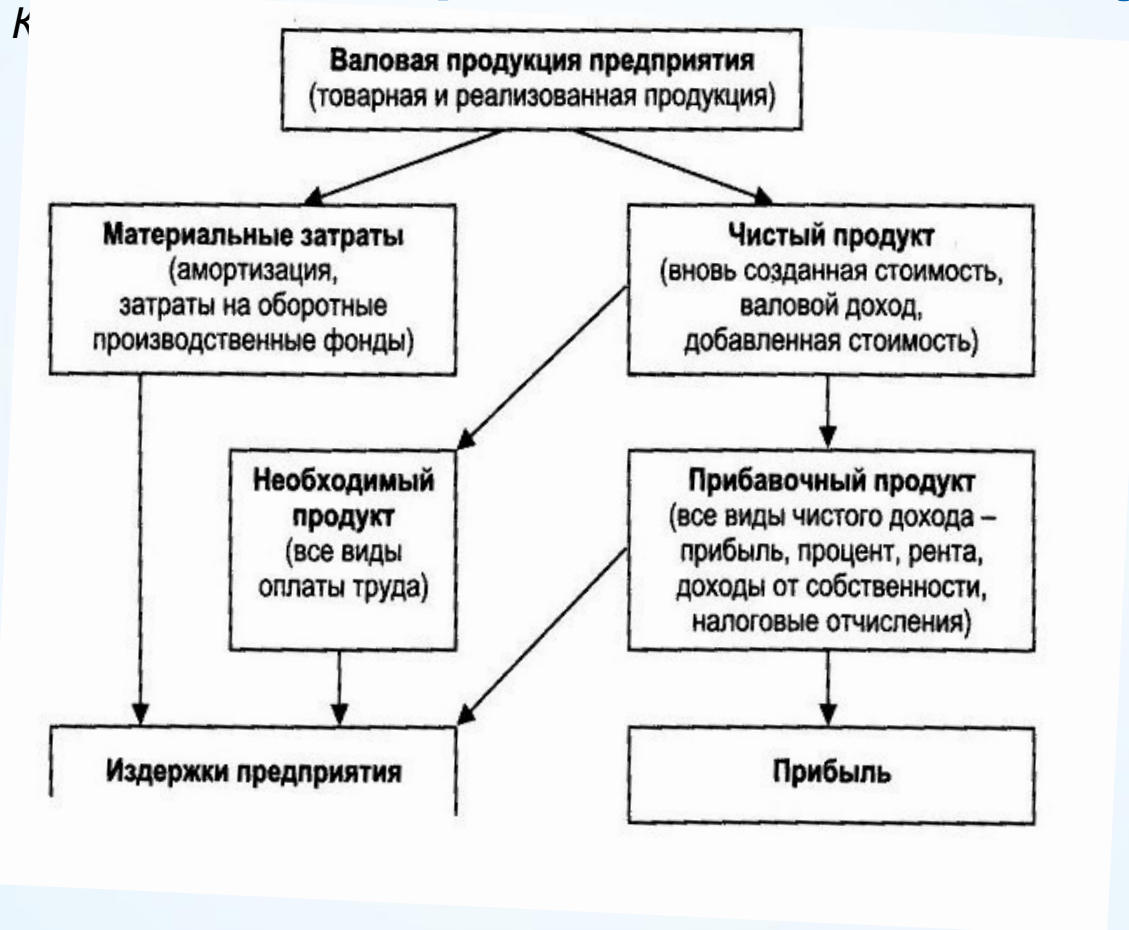 К
Валовая продукция предприятия
(товарная и реализованная продукция)
Материальные затраты
(амортизация,
затраты на оборотные
производственные фонды)
Чистый продукт
(вновь созданная стоимость,
валовой доход,
добавленная стоимость)
Необходимый
продукт
(все виды
оплаты труда)
Прибавочный продукт
(все виды чистого дохода –
прибыль, процент, рента,
доходы от собственности,
налоговые отчисления)
Издержки предприятия
Прибыль